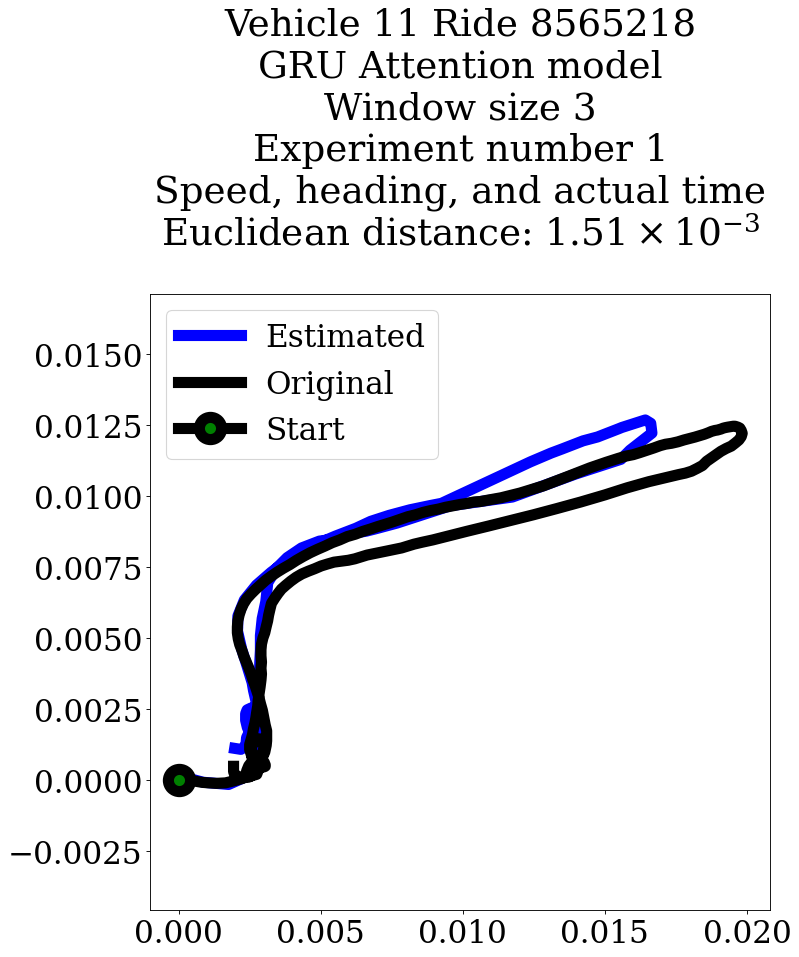 Vehicle 11 Ride 8565218
GRU Attention model
Window size 3
Experiment number 1
Speed, heading, and actual time
Euclidean distance: 1.51 × 10⁻³
Estimated
Original
Start
0.0150
0.0125
0.0100
0.0075
0.0050
0.0025
0.0000
−0.0025
0.000 0.005 0.010 0.015 0.020